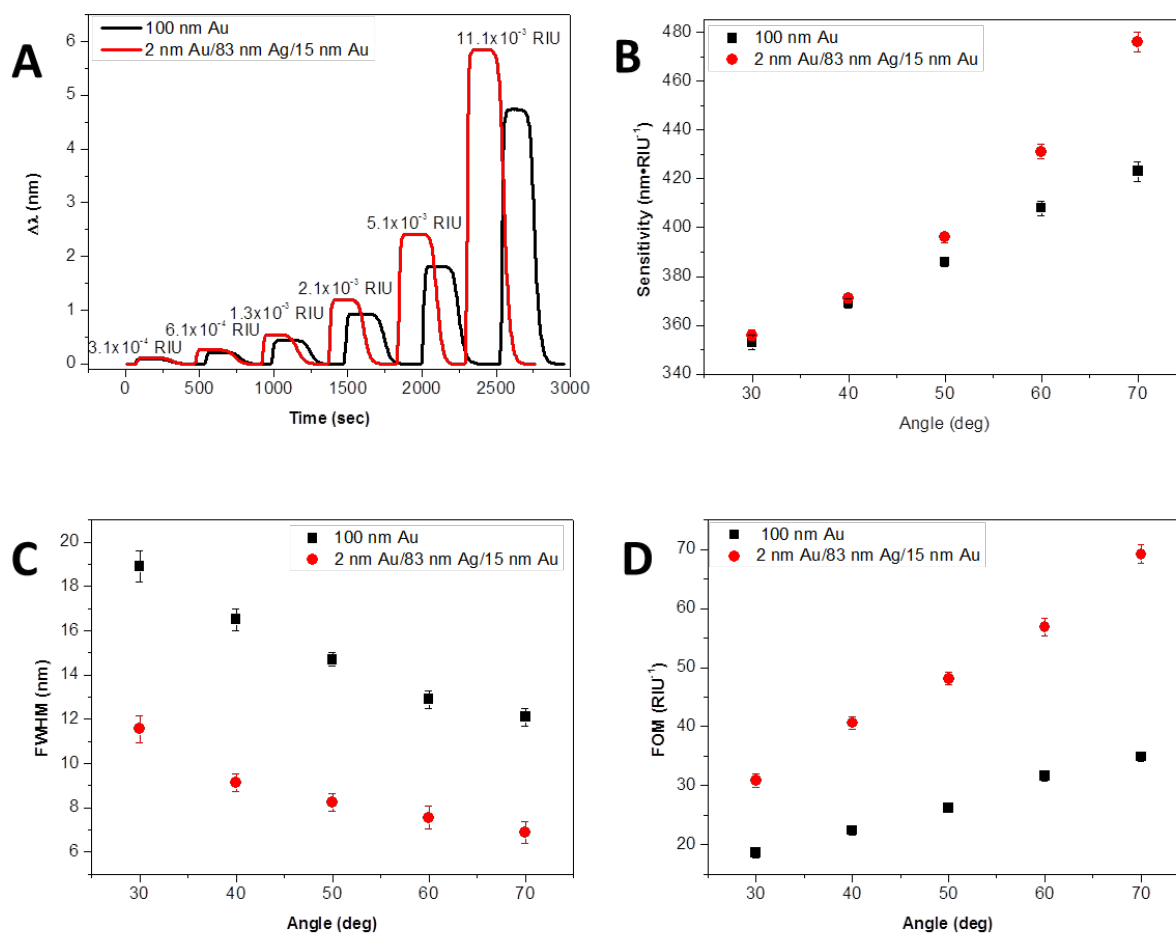 A
100 nm Au
2 nm Au/83 nm Ag/15 nm Au
11.1x10⁻³ RIU
5.1x10⁻³ RIU
2.1x10⁻³ RIU
1.3x10⁻³ RIU
6.1x10⁻⁴ RIU
3.1x10⁻⁴ RIU
Δλ (nm)
6
5
4
3
2
1
0
0 500 1000 1500 2000 2500 3000
Time (sec)
B
100 nm Au
2 nm Au/83 nm Ag/15 nm Au
Sensitivity (nm•RIU⁻¹)
480
460
440
420
400
380
360
340
30 40 50 60 70
Angle (deg)
C
100 nm Au
2 nm Au/83 nm Ag/15 nm Au
FWHM (nm)
20
18
16
14
12
10
8
6
30 40 50 60 70
Angle (deg)
D
100 nm Au
2 nm Au/83 nm Ag/15 nm Au
FOM (RIU⁻¹)
70
60
50
40
30
20
30 40 50 60 70
Angle (deg)